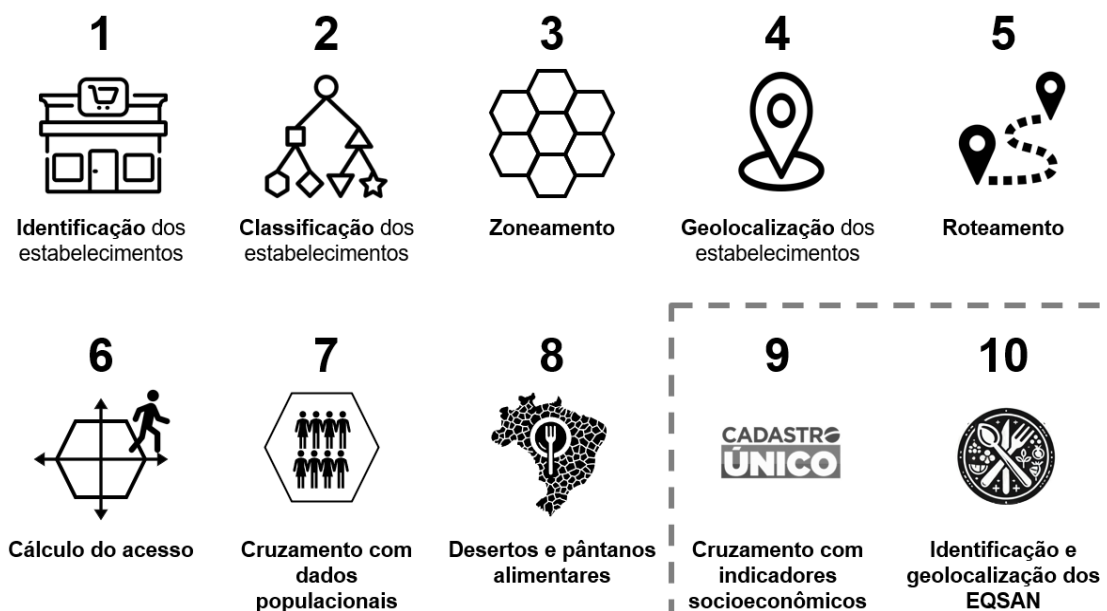 1
2
3
4
5
Identificação dos
estabelecimentos
Classificação dos
estabelecimentos
Zoneamento
Geolocalização dos
estabelecimentos
Roteamento
6
7
8
9
10
CADASTRO
ÚNICO
Cálculo do acesso
Cruzamento com
dados
populacionais
Desertos e pântanos
alimentares
Cruzamento com
indicadores
socioeconômicos
Identificação e
geolocalização dos
EQSAN